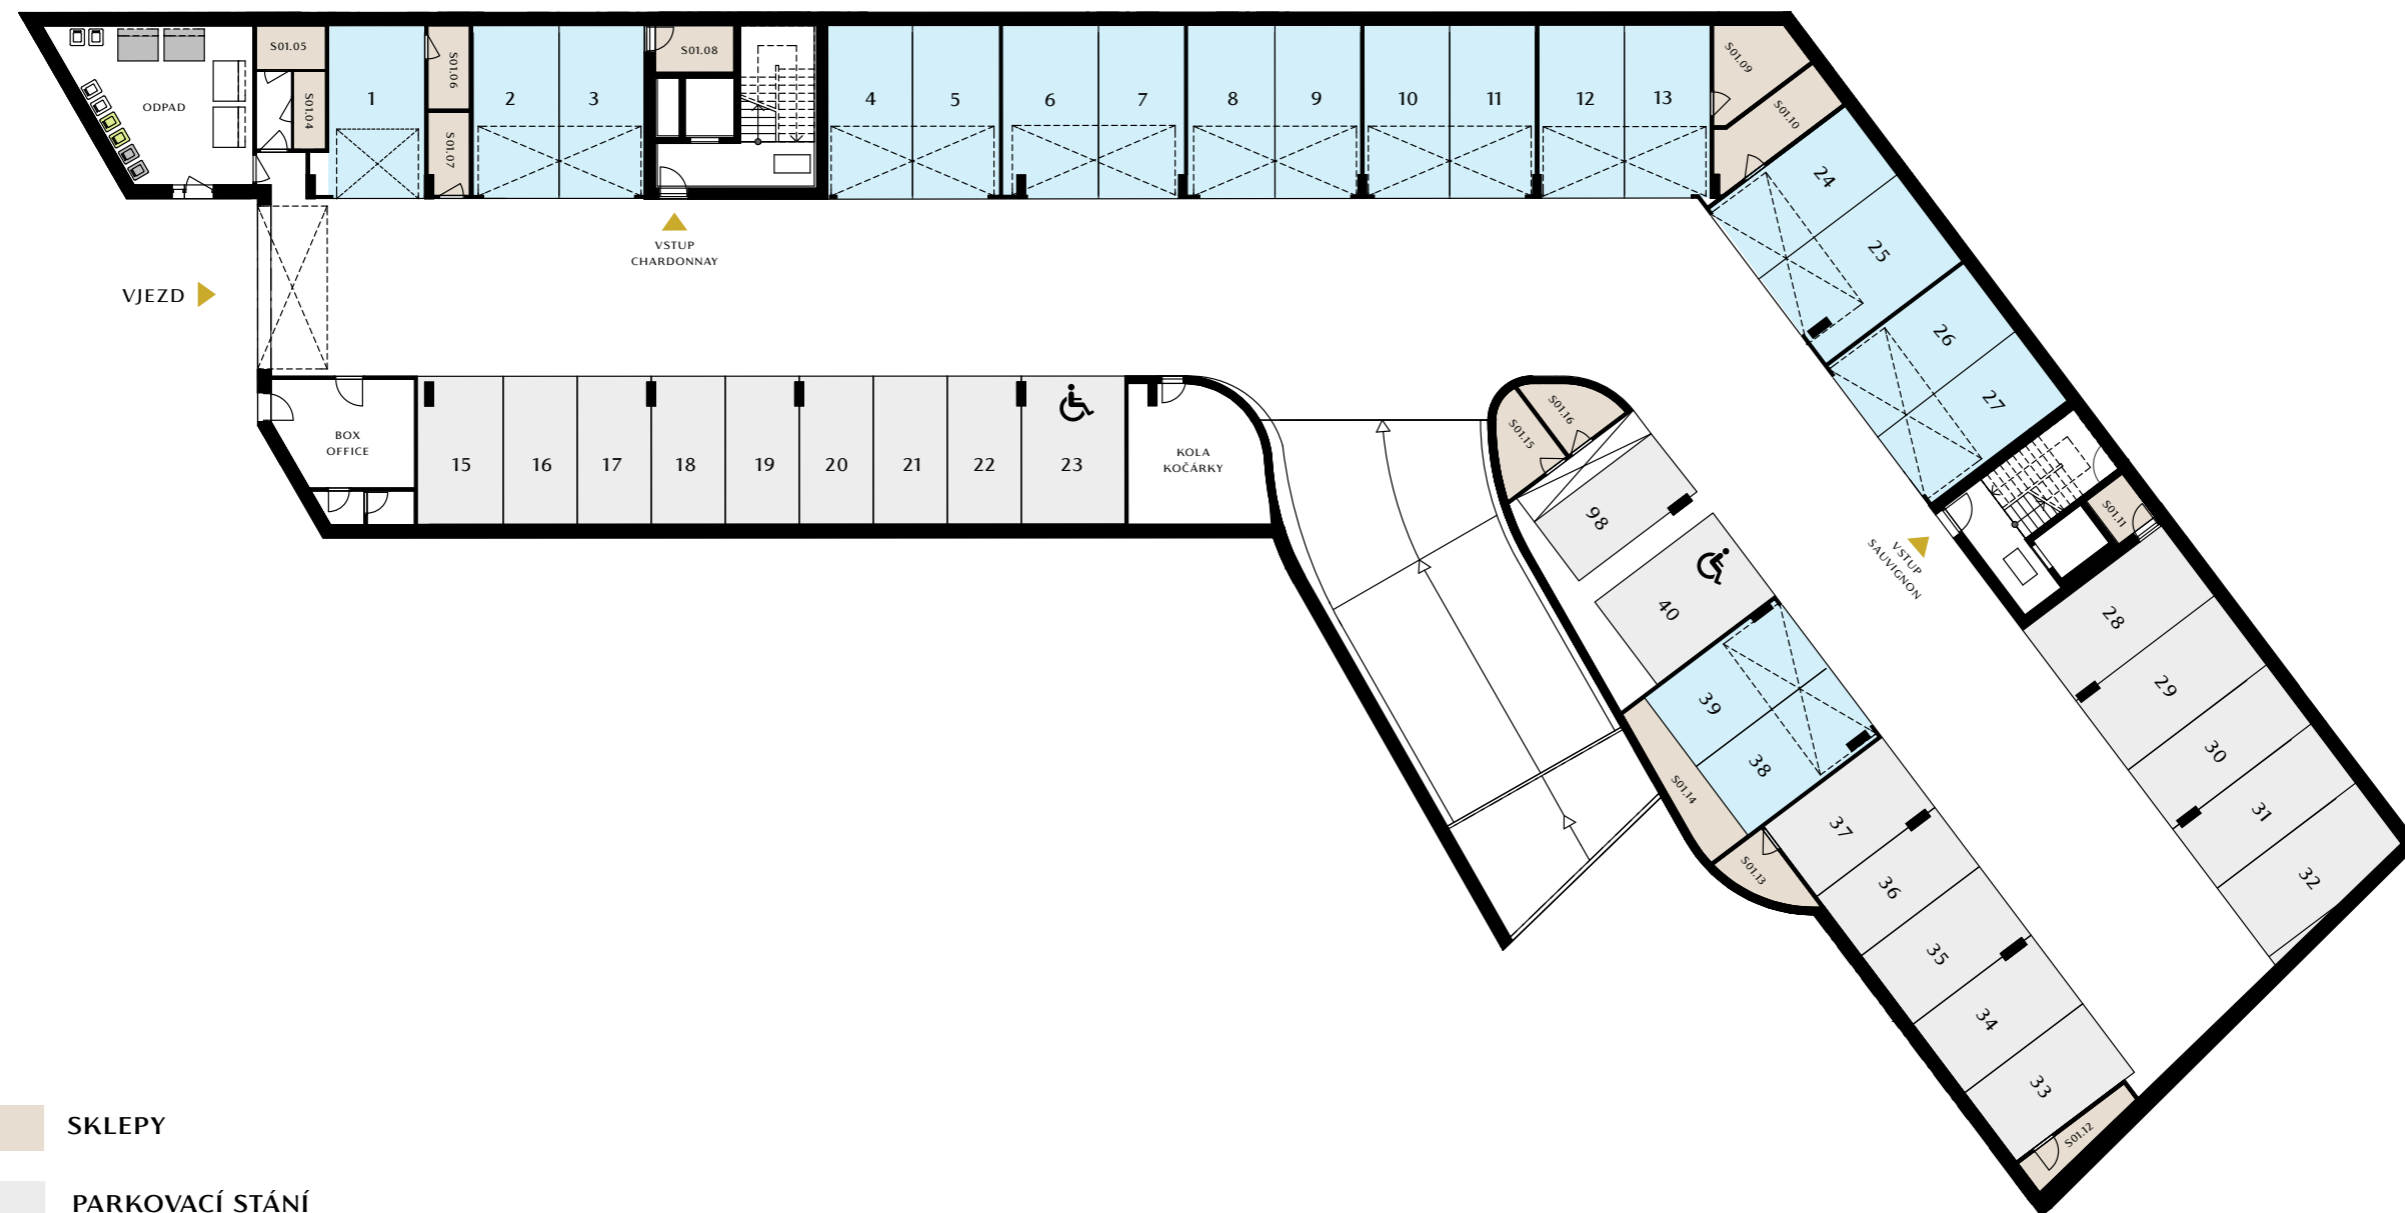 S01.05
S01.04
ODPAD
1
S01.06
S01.07
2
3
S01.08
4
5
6
7
8
9
10
11
12
13
S01.09
S01.10
24
25
26
27
VSTUP
CHARDONNAY
VJEZD
BOX
OFFICE
15
16
17
18
19
20
21
22
23
KOLA
KOČÁRKY
S01.15
S01.16
98
40
39
38
S01.14
S01.13
37
36
35
34
33
S01.12
VSTUP
SAUVIGNON
S01.11
28
29
30
31
32
SKLEPY
PARKOVACÍ STÁNÍ